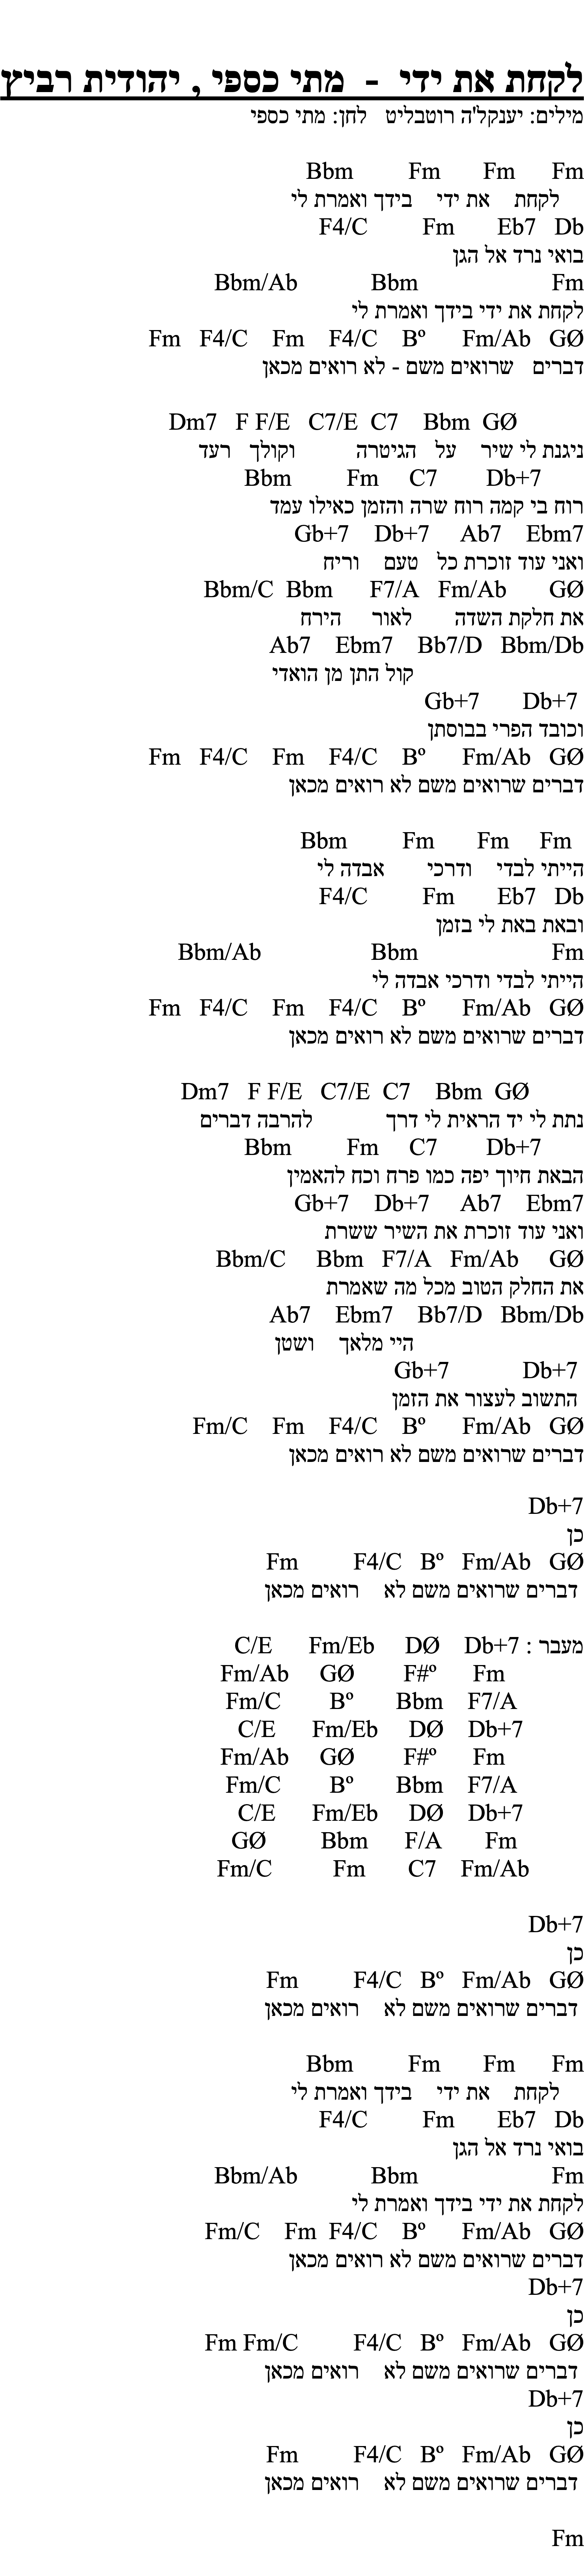 לקחת את ידי - מתי כספי , יהודית רביץ
מילים: יענקל'ה רוטבליט לחן: מתי כספי
Bbm Fm Fm Fm
לקחת את ידי בידך ואמרת לי
F4/C Fm Eb7 Db
בואי נרד אל הגן
Bbm/Ab Bbm Fm
לקחת את ידי בידך ואמרת לי
Fm F4/C Fm F4/C Bº Fm/Ab GØ
דברים שרואים משם - לא רואים מכאן
Dm7 F F/E C7/E C7 Bbm GØ
ניגנת לי שיר על הגיטרה וקולך רעד
Bbm Fm C7 Db+7
רוח בי קמה רוח שרה והזמן כאילו עמד
Gb+7 Db+7 Ab7 Ebm7
ואני עוד זוכרת כל טעם וריח
Bbm/C Bbm F7/A Fm/Ab GØ
את חלקת השדה לאור הירח
Ab7 Ebm7 Bb7/D Bbm/Db
קול התן מן הואדי
Gb+7 Db+7
וכובד הפרי בבוסתן
Fm F4/C Fm F4/C Bº Fm/Ab GØ
דברים שרואים משם לא רואים מכאן
Bbm Fm Fm Fm
הייתי לבדי ודרכי אבדה לי
F4/C Fm Eb7 Db
ובאת באת לי בזמן
Bbm/Ab Bbm Fm
הייתי לבדי ודרכי אבדה לי
Fm F4/C Fm F4/C Bº Fm/Ab GØ
דברים שרואים משם לא רואים מכאן
Dm7 F F/E C7/E C7 Bbm GØ
נתת לי יד הראית לי דרך להרבה דברים
Bbm Fm C7 Db+7
הבאת חיוך יפה כמו פרח וכח להאמין
Gb+7 Db+7 Ab7 Ebm7
ואני עוד זוכרת את השיר ששרת
Bbm/C Bbm F7/A Fm/Ab GØ
את החלק הטוב מכל מה שאמרת
Ab7 Ebm7 Bb7/D Bbm/Db
היי מלאך ושטן
Gb+7 Db+7
התשוב לעצור את הזמן
Fm/C Fm F4/C Bº Fm/Ab GØ
דברים שרואים משם לא רואים מכאן
Db+7
כן
Fm F4/C Bº Fm/Ab GØ
דברים שרואים משם לא רואים מכאן
מעבר : C/E Fm/Eb DØ Db+7
Fm/Ab GØ F#º Fm
Fm/C Bº Bbm F7/A
C/E Fm/Eb DØ Db+7
Fm/Ab GØ F#º Fm
Fm/C Bº Bbm F7/A
C/E Fm/Eb DØ Db+7
GØ Bbm F/A Fm
Fm/C Fm C7 Fm/Ab
Db+7
כן
Fm F4/C Bº Fm/Ab GØ
דברים שרואים משם לא רואים מכאן
Bbm Fm Fm Fm
לקחת את ידי בידך ואמרת לי
F4/C Fm Eb7 Db
בואי נרד אל הגן
Bbm/Ab Bbm Fm
לקחת את ידי בידך ואמרת לי
Fm/C Fm F4/C Bº Fm/Ab GØ
דברים שרואים משם לא רואים מכאן
Db+7
כן
Fm Fm/C F4/C Bº Fm/Ab GØ
דברים שרואים משם לא רואים מכאן
Db+7
כן
Fm F4/C Bº Fm/Ab GØ
דברים שרואים משם לא רואים מכאן
Fm